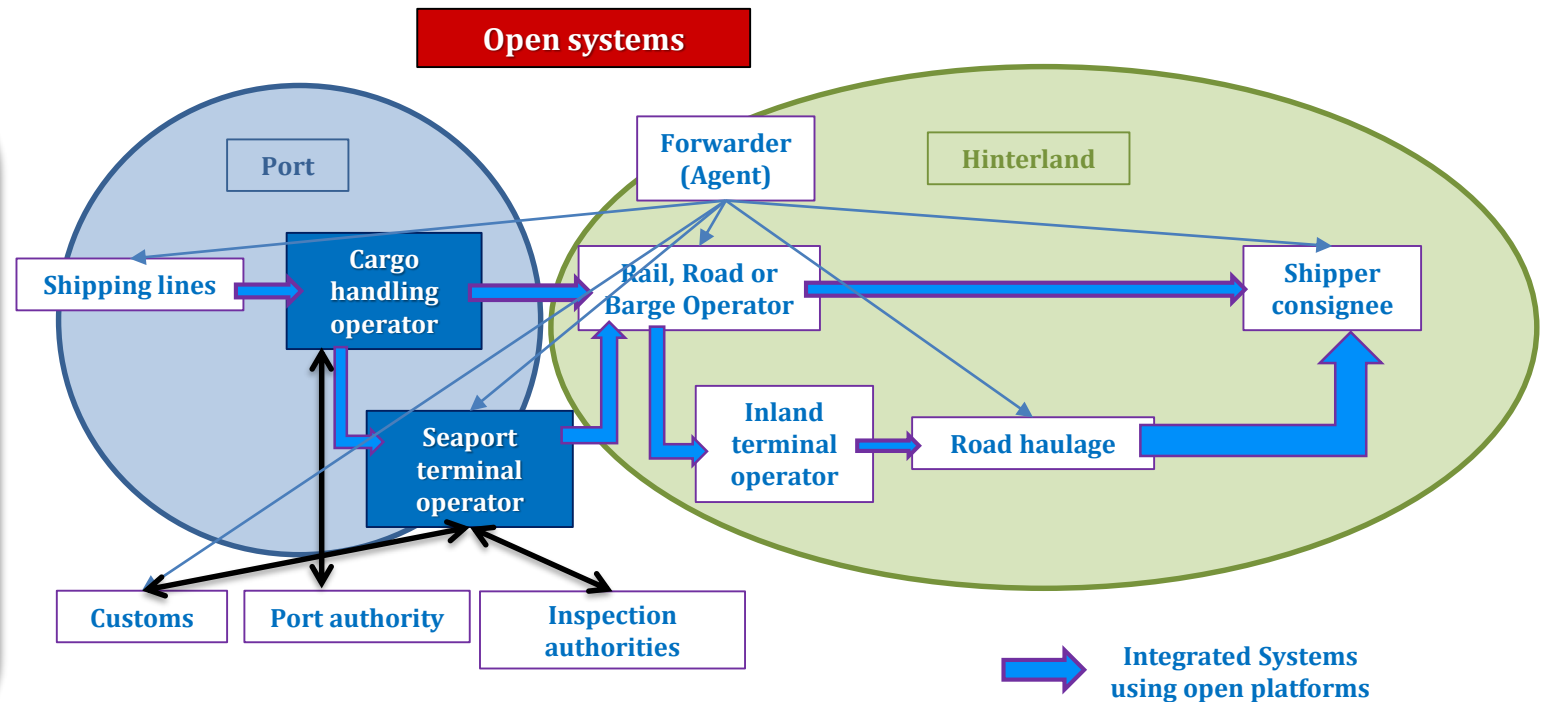 Open systems
Port
Forwarder
(Agent)
Hinterland
Shipping lines
Cargo
handling
operator
Rail, Road or
Barge Operator
Shipper
consignee
Seaport
terminal
operator
Inland
terminal
operator
Road haulage
Customs
Port authority
Inspection
authorities
Integrated Systems
using open platforms